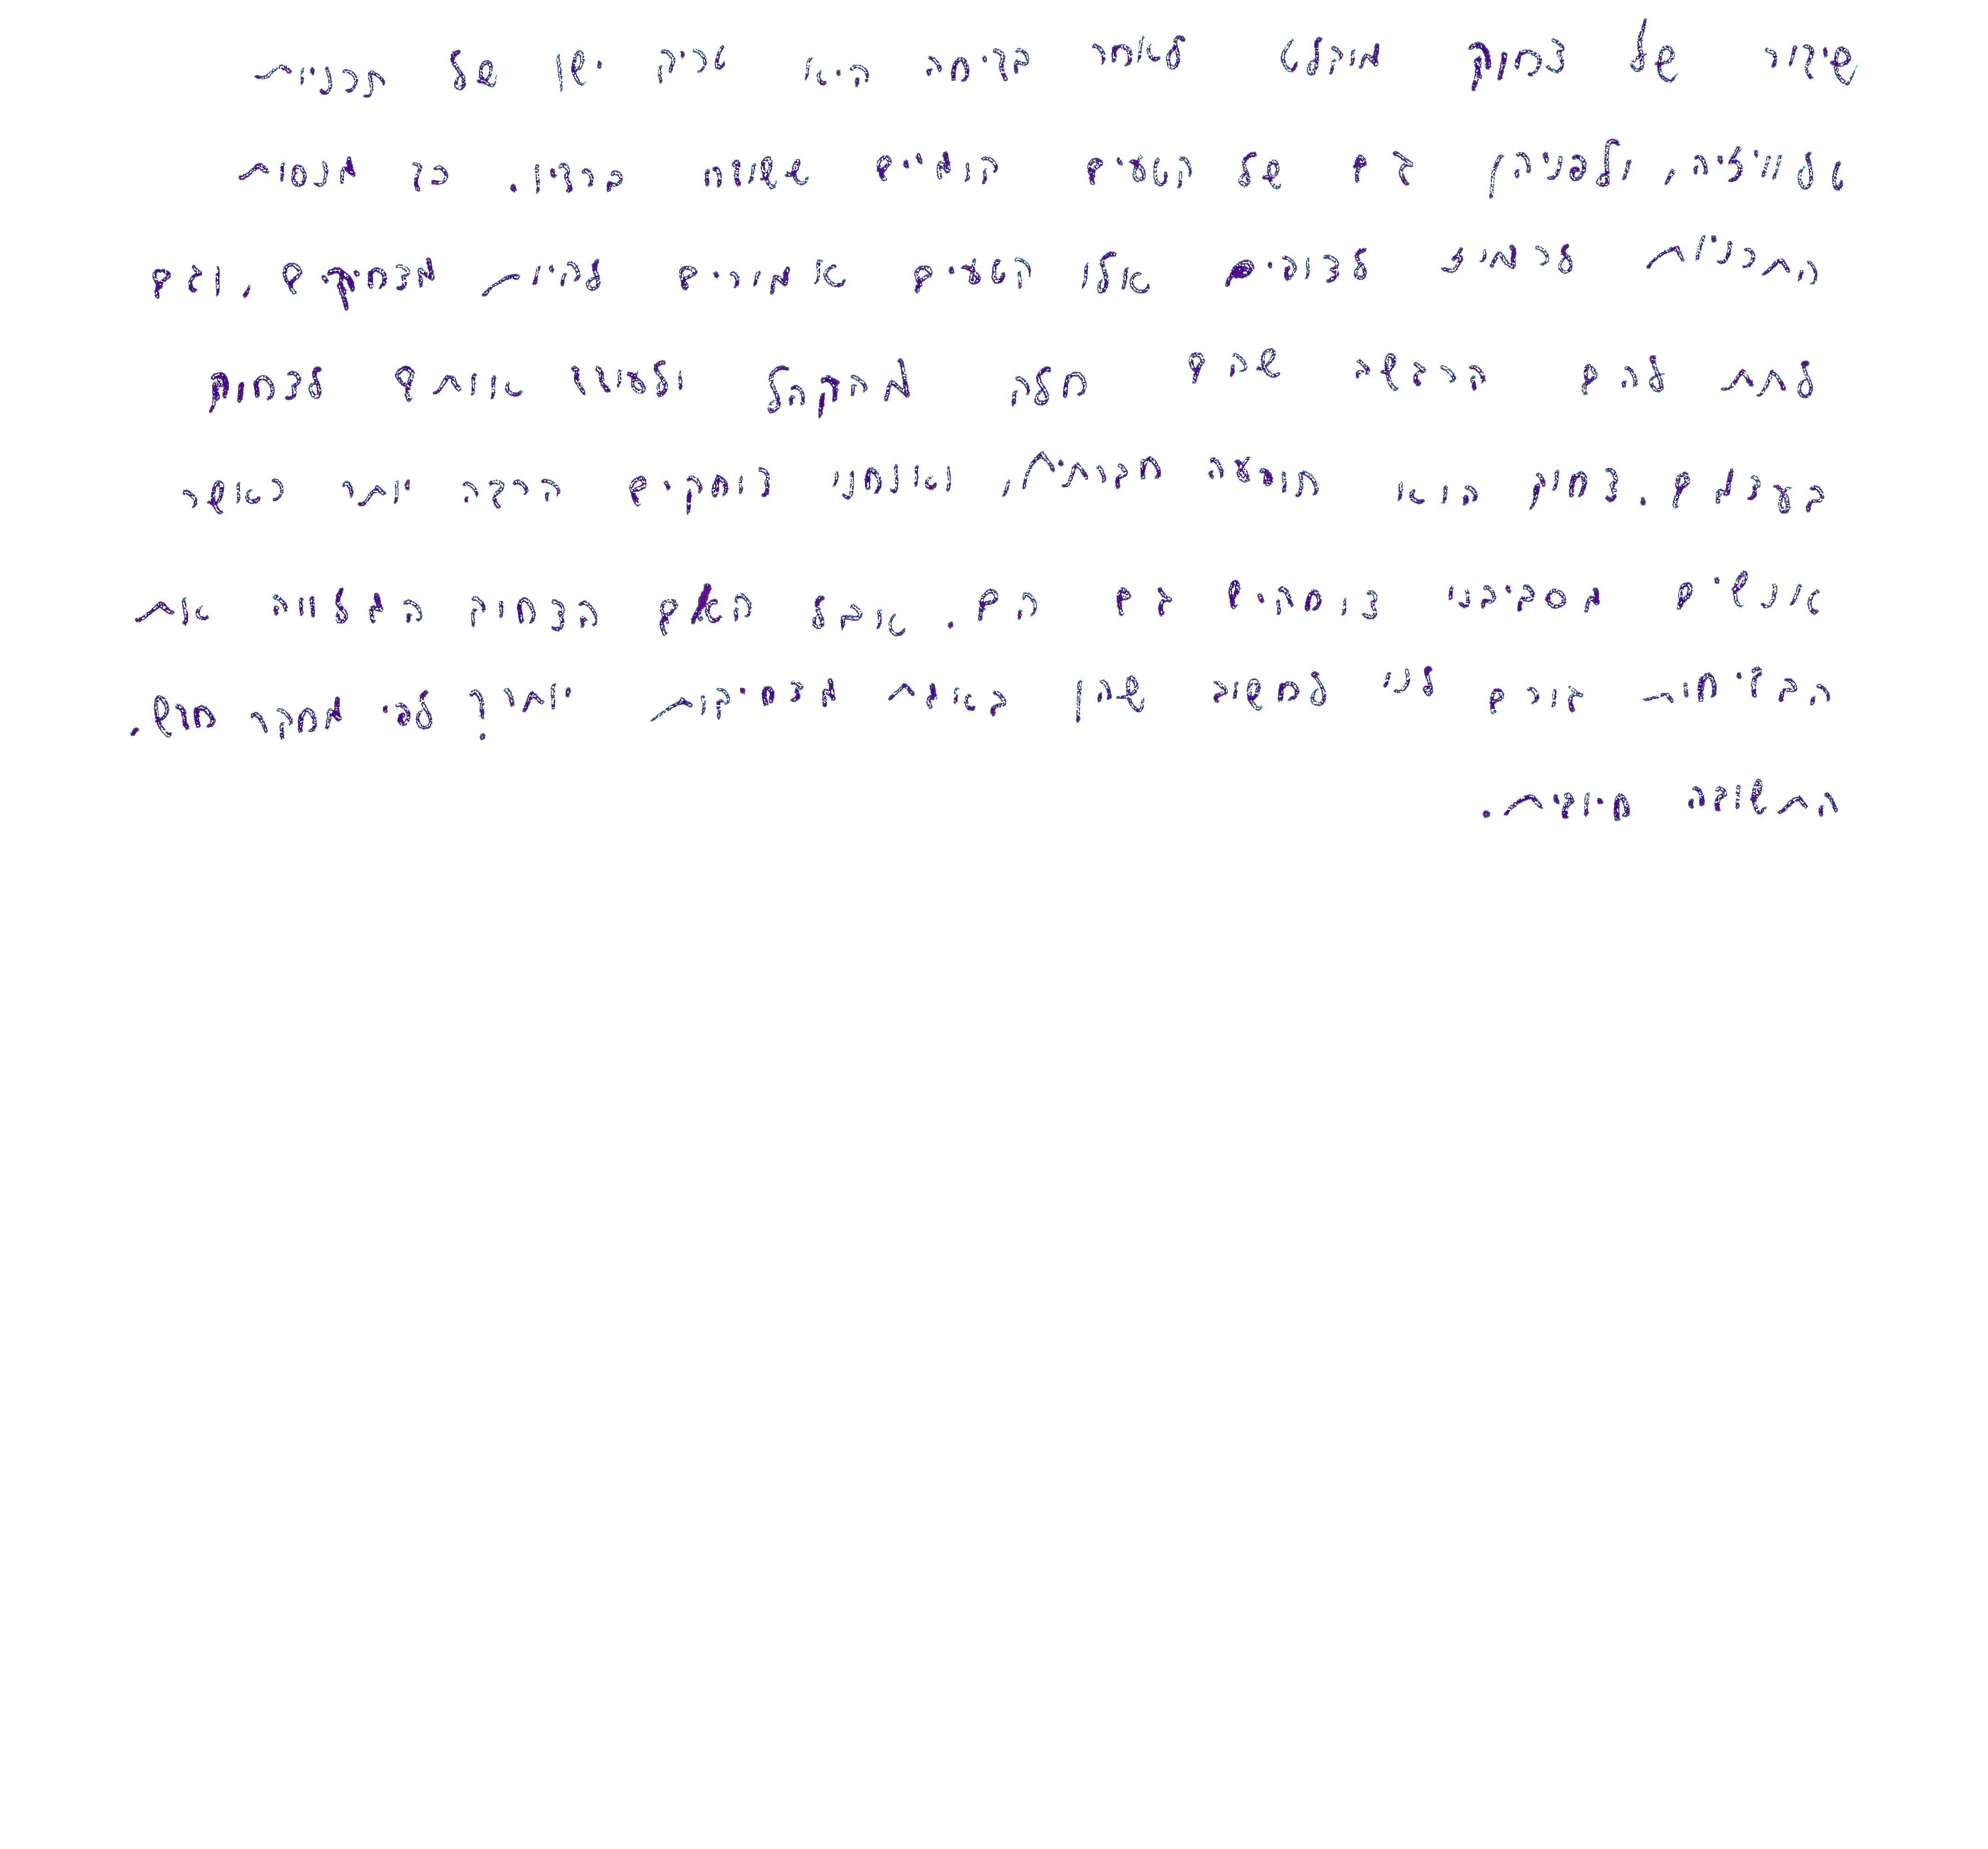 שידור של צחוק מוקלט לאחר בדיחה היא טריק ישן של תכניות
טלוויזיה, ולפניהן גם של קטעים קומיים ששודרו ברדיו. כך מנסות
התכניות לרמוז לצופים אלו קטעים אמורים להיות מצחיקים, וגם
לתת להם הרגשה שהם חלק מהקהל ולעודד אותם לצחוק
בעצמם. צחוק הוא תופעה חברתית, ואנחנו צוחקים הרבה יותר כאשר
אנשים מסביבנו צוחקים גם הם. אבל האם הצחוק המלווה את
הבדיחות גורם לנו לחשוב שהן באמת מצחיקות יותר? לפי מחקר חדש.
התשובה חיובית.